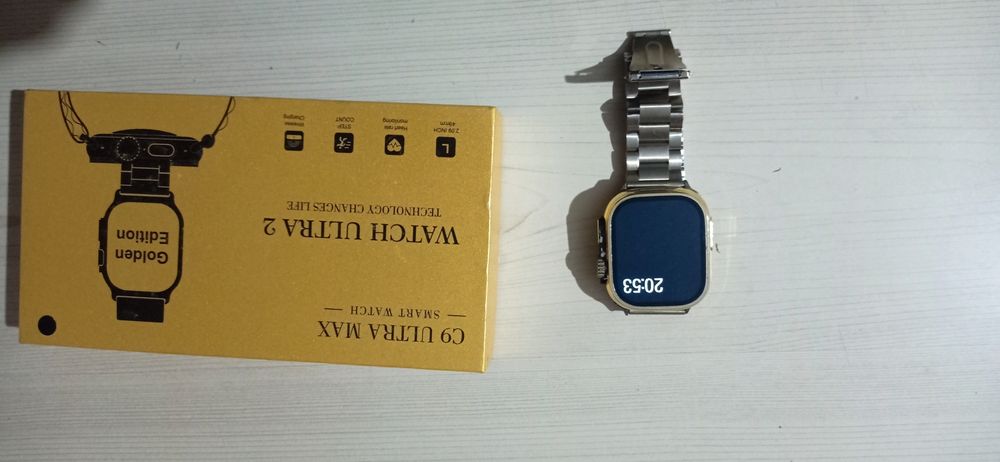 C9 ULTRA MAX
SMART WATCH
WATCH ULTRA 2
TECHNOLOGY CHANGES LIFE
L
2.09 INCH
49mm
Heart rate
monitoring
STEP
COUNT
Wireless
Charging
Golden
Edition
20:53